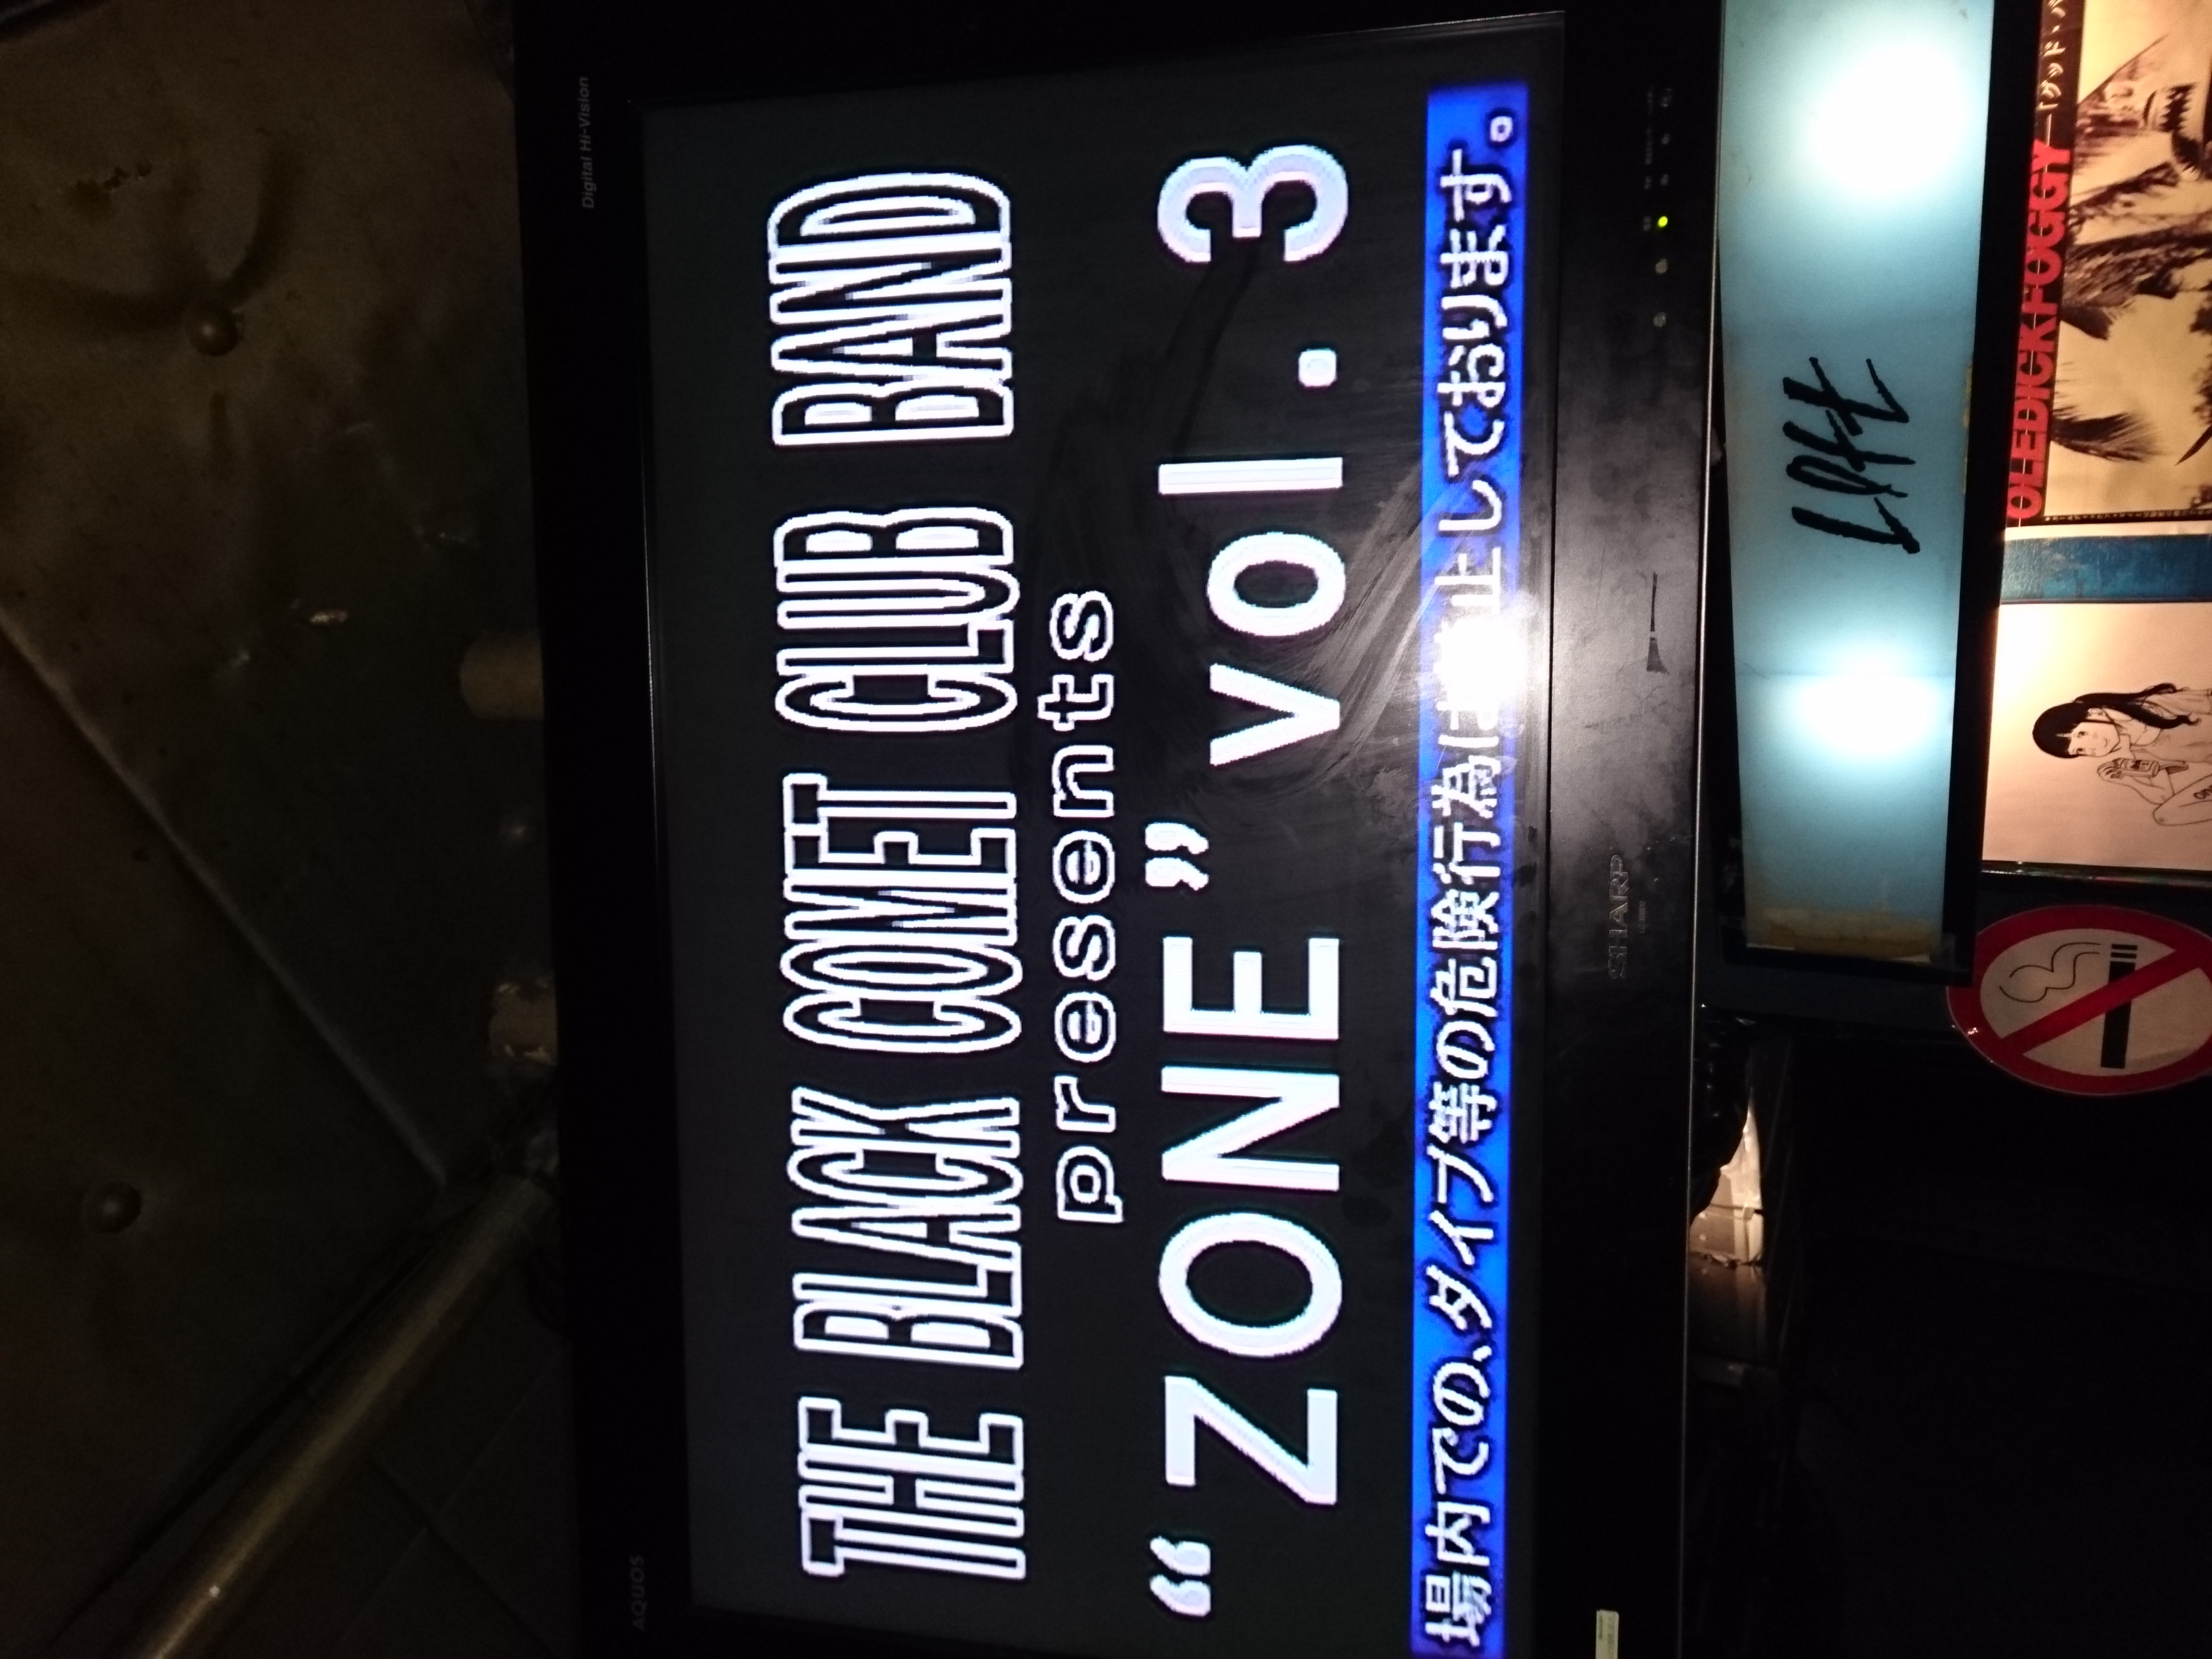 Digital Hi-Vision
AQUOS
THE BLACK COMET CLUB BAND
presents
“ZONE” vol.3
場内での、ダイブ等の危険行為は 止しております。
SHARP
LOFT
OLEDICKFOGGY